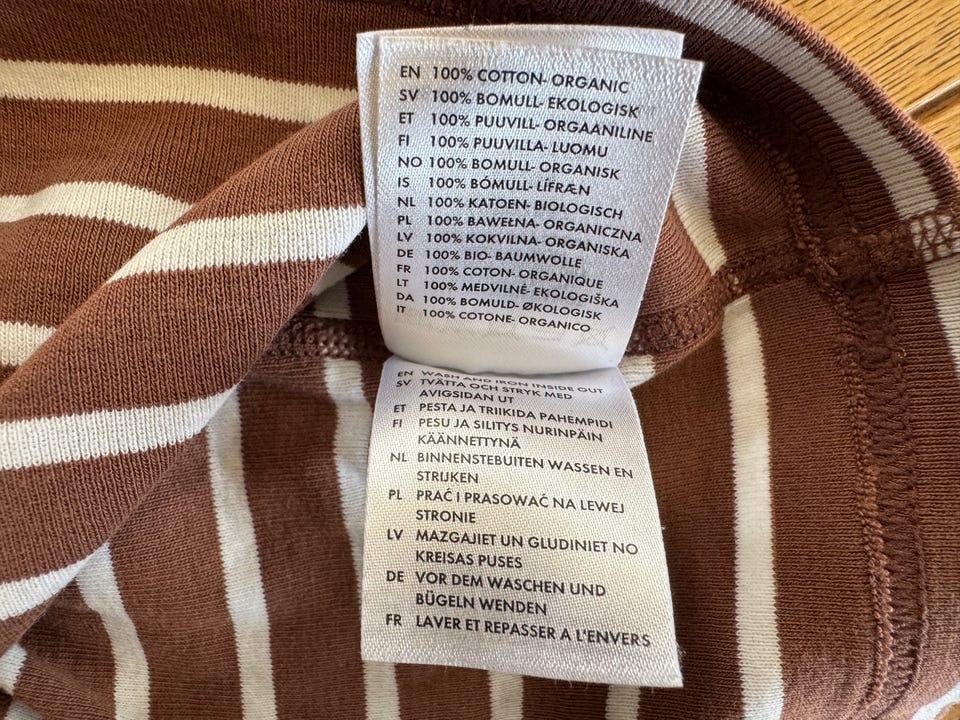 EN 100% COTTON- ORGANIC
SV 100% BOMULL- EKOLOGISK
ET 100% PUUVILL- ORGAANILINE
FI 100% PUUVILLA- LUOMU
NO 100% BOMULL- ORGANISK
IS 100% BÓMULL- LÍFRÆN
NL 100% KATOEN- BIOLOGISCH
PL 100% BAWEŁNA- ORGANICZNA
LV 100% KOKVILNA- ORGANISKA
DE 100% BIO- BAUMWOLLE
FR 100% COTON- ORGANIQUE
LT 100% MEDVILNĖ- EKOLOGIŠKA
DA 100% BOMULD- ØKOLOGISK
IT 100% COTONE- ORGANICO
EN WASH AND IRON INSIDE OUT
SV TVÄTTA OCH STRYK MED
AVIGSIDAN UT
ET PESTA JA TRIIKIDA PAHEMPIDI
FI PESU JA SILITYS NURINPÄIN
KÄÄNNETTYNÄ
NL BINNENSTEBUITEN WASSEN EN
STRIJKEN
PL PRAĆ I PRASOWAĆ NA LEWEJ
STRONIE
LV MAZGAJIET UN GLUDINIET NO
KREISAS PUSES
DE VOR DEM WASCHEN UND
BÜGELN WENDEN
FR LAVER ET REPASSER A L'ENVERS